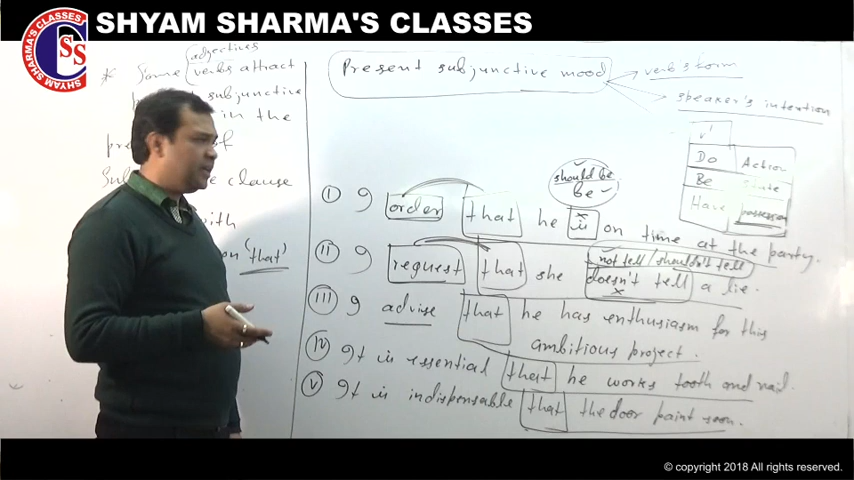 SHYAM SHARMA'S CLASSES
SHYAM SHARMA'S CLASSES
SS
adjectives
* Some verbs attract
subjunctive
in the
of
clause
with
"that"
Present subjunctive mood
verb's form
speaker's intention
v'
Do Action
Be State
Have possession
should be
be
I I order that he is on time at the party.
not tell / shouldn't tell
II I request that she doesn't tell a lie.
III I advise that he has enthusiasm for this
ambitious project.
IV It is essential that he works tooth and nail.
V It is indispensable that the door paint soon.
© copyright 2018 All Rights reserved.